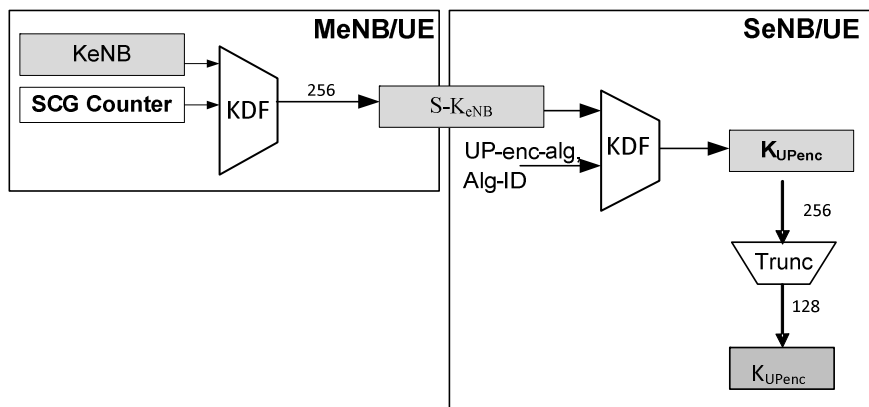 MeNB/UE
KeNB
SCG Counter
KDF
256
S-KeNB
SeNB/UE
UP-enc-alg,
Alg-ID
KDF
KUPenc
256
Trunc
128
KUPenc